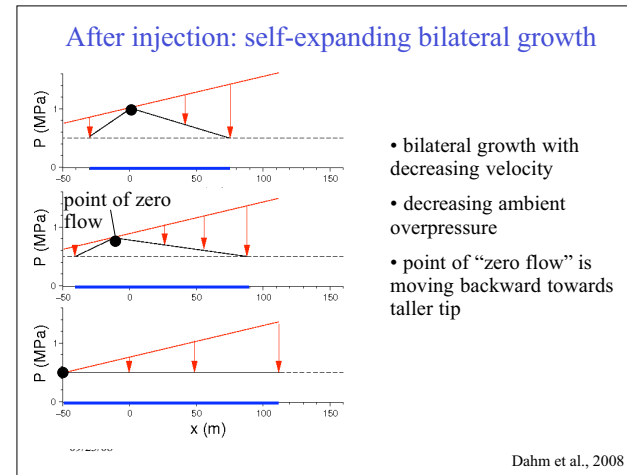 After injection: self-expanding bilateral growth
P (MPa)
1
0
−50 0 50 100 150
point of zero
flow
P (MPa)
1
0
−50 0 50 100 150
P (MPa)
1
0
−50 0 50 100 150
x (m)
• bilateral growth with
decreasing velocity
• decreasing ambient
overpressure
• point of “zero flow” is
moving backward towards
taller tip
Dahm et al., 2008